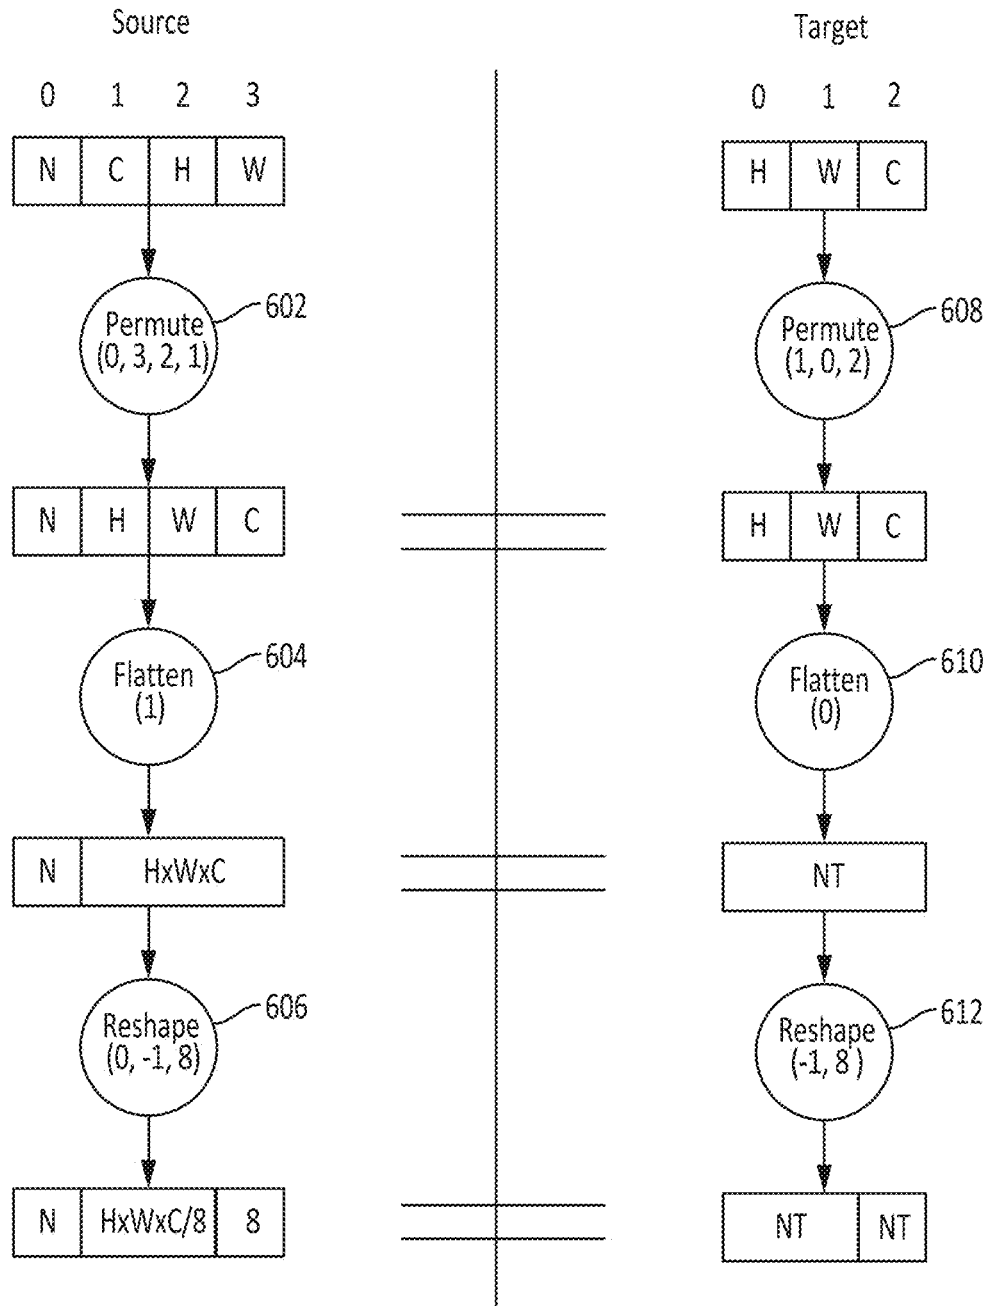 Source
0 1 2 3
N C H W
Permute
(0, 3, 2, 1)
602
N H W C
Flatten
(1)
604
N HxWxC
Reshape
(0, -1, 8)
606
N HxWxC/8 8
Target
0 1 2
H W C
Permute
(1, 0, 2)
608
H W C
Flatten
(0)
610
NT
Reshape
(-1, 8 )
612
NT NT